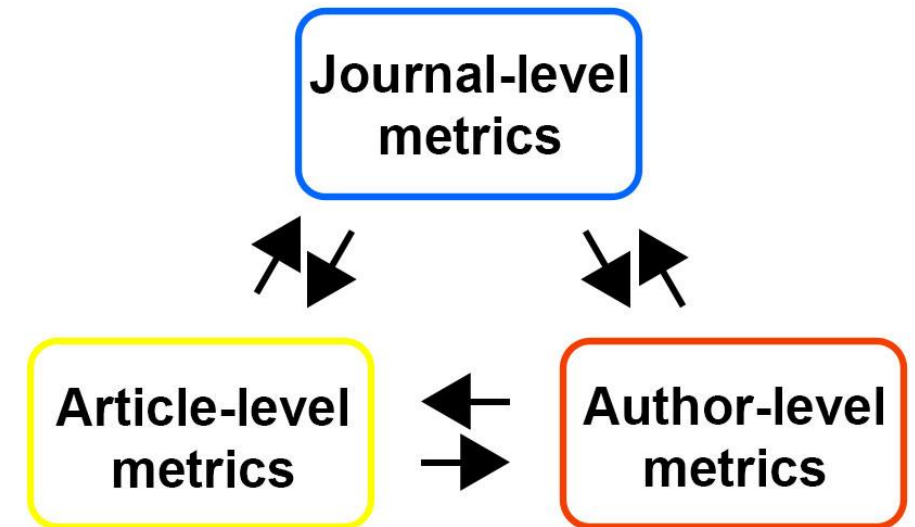 Journal-level
metrics
Article-level
metrics
Author-level
metrics